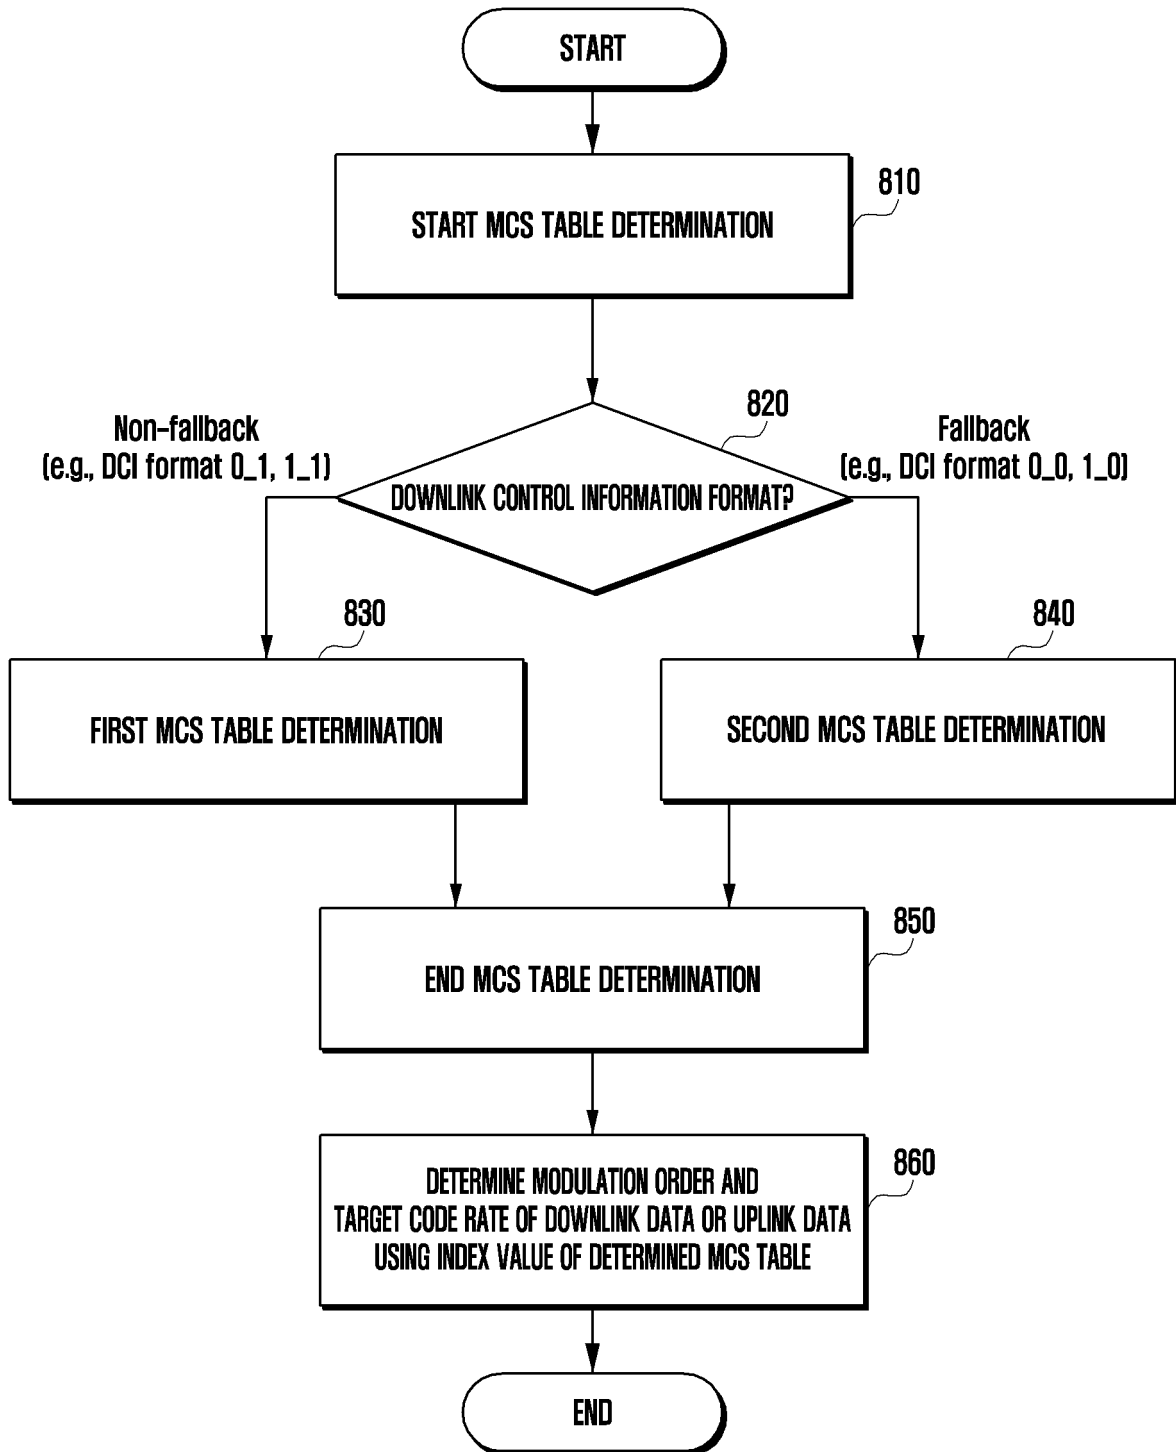 START
810
START MCS TABLE DETERMINATION
820
Non-fallback
(e.g., DCI format 0_1, 1_1)
Fallback
(e.g., DCI format 0_0, 1_0)
DOWNLINK CONTROL INFORMATION FORMAT?
830
840
FIRST MCS TABLE DETERMINATION
SECOND MCS TABLE DETERMINATION
850
END MCS TABLE DETERMINATION
860
DETERMINE MODULATION ORDER AND
TARGET CODE RATE OF DOWNLINK DATA OR UPLINK DATA
USING INDEX VALUE OF DETERMINED MCS TABLE
END